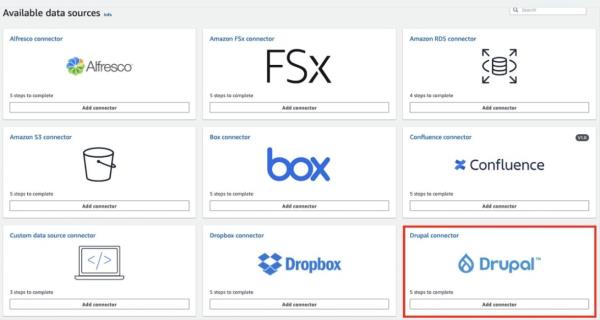 Available data sources Info
Search
Alfresco connector
Alfresco
5 steps to complete
Add connector
Amazon FSx connector
FSx
5 steps to complete
Add connector
Amazon RDS connector
4 steps to complete
Add connector
Amazon S3 connector
5 steps to complete
Add connector
Box connector
box
5 steps to complete
Add connector
Confluence connector
V1.0
Confluence
5 steps to complete
Add connector
Custom data source connector
</>
3 steps to complete
Add connector
Dropbox connector
Dropbox
5 steps to complete
Add connector
Drupal connector
Drupal™
5 steps to complete
Add connector